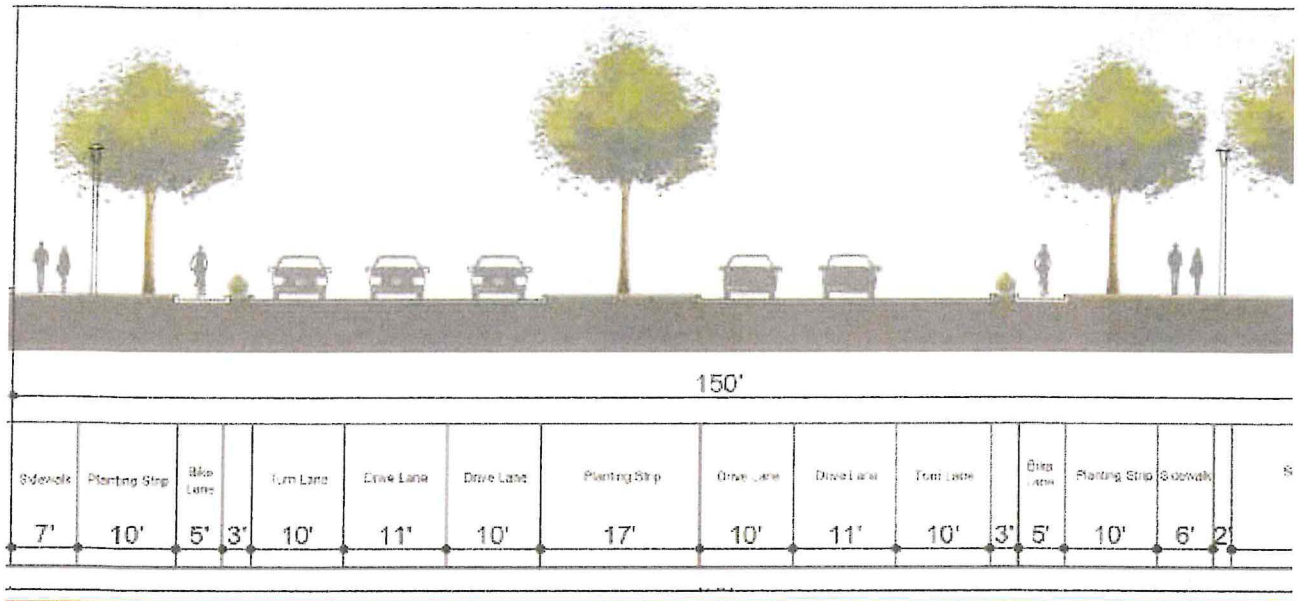 150'
Sidewalk
Planting Strip
Bike
Lane
Turn Lane
Drive Lane
Drive Lane
Planting Strip
Drive Lane
Drive Lane
Turn Lane
Bike
Lane
Planting Strip
Sidewalk
S
7' 10' 5' 3' 10' 11' 10' 17' 10' 11' 10' 3' 5' 10' 6' 2'